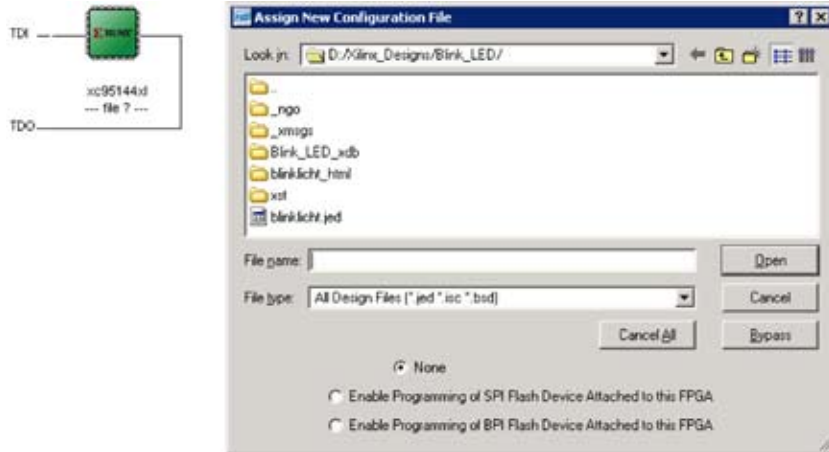 TDI
XILINX
xc95144xl
--- file ? ---
TDO
Assign New Configuration File
Look in: D:/Xilinx_Designs/Blink_LED/
..
_ngo
_xmsgs
Blink_LED_xdb
blinklicht_html
xst
blinklicht.jed
File name:
Open
File type: All Design Files (*.jed *.isc *.bsd)
Cancel
Cancel All
Bypass
None
Enable Programming of SPI Flash Device Attached to this FPGA
Enable Programming of BPI Flash Device Attached to this FPGA